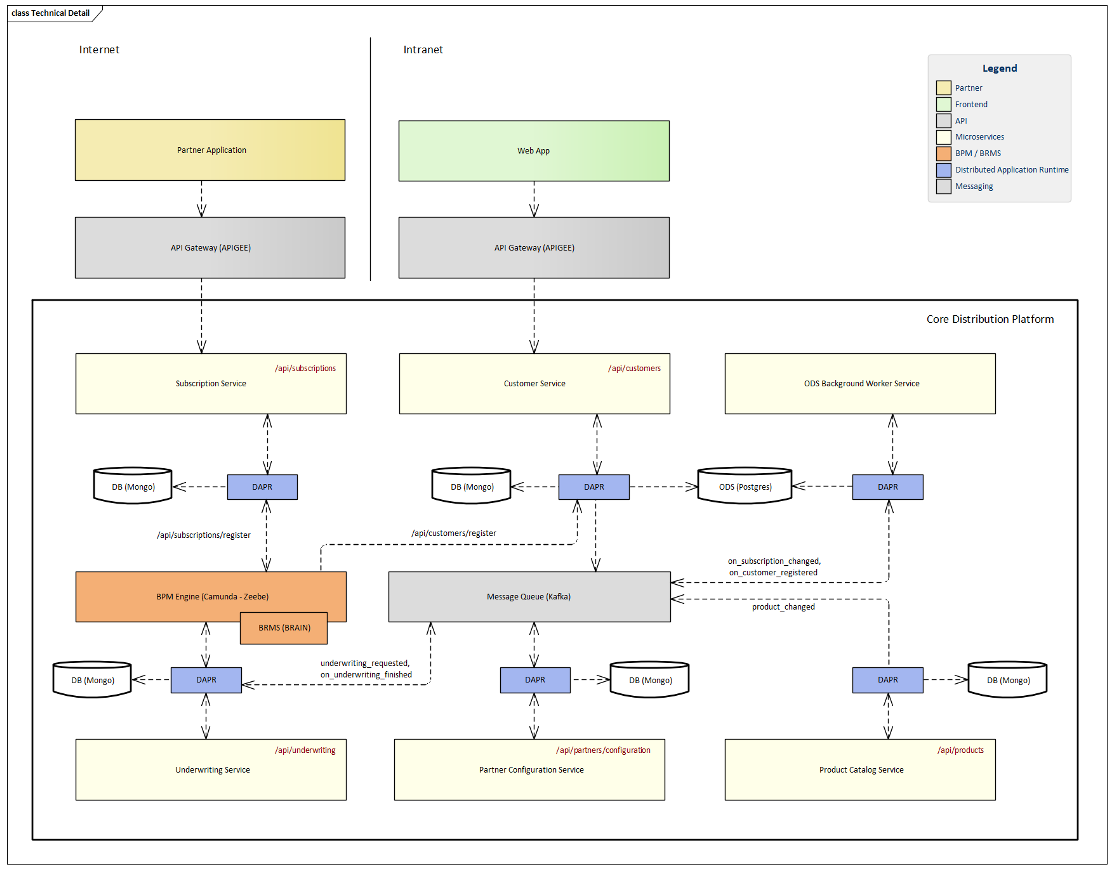 class Technical Detail
Internet
Intranet
Legend
Partner
Frontend
API
Microservices
BPM / BRMS
Distributed Application Runtime
Messaging
Partner Application
Web App
API Gateway (APIGEE)
API Gateway (APIGEE)
Core Distribution Platform
/api/subscriptions
Subscription Service
/api/customers
Customer Service
ODS Background Worker Service
DB (Mongo)
DAPR
DB (Mongo)
DAPR
ODS (Postgres)
DAPR
/api/subscriptions/register
/api/customers/register
on_subscription_changed,
on_customer_registered
BPM Engine (Camunda - Zeebe)
BRMS (BRAIN)
Message Queue (Kafka)
product_changed
underwriting_requested,
on_underwriting_finished
DB (Mongo)
DAPR
DAPR
DB (Mongo)
DAPR
DB (Mongo)
/api/underwriting
Underwriting Service
/api/partners/configuration
Partner Configuration Service
/api/products
Product Catalog Service